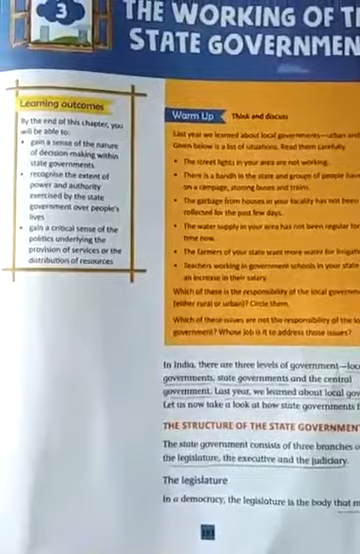 3
THE WORKING OF
STATE GOVERNMEN
Learning outcomes
By the end of this chapter, you
will be able to:
• gain a sense of the nature
of decision-making within
state governments
• recognise the extent of
power and authority
exercised by the state
government over people's
lives
• gain a critical sense of the
politics underlying the
provision of services or the
distribution of resources
Warm Up Think and discuss
Last year we learned about local governments—urban and
Given below is a list of situations. Read them carefully
• The street lights in your area are not working.
• There is a bandh in the state and groups of people have
on a rampage, stoning buses and trains.
• The garbage from houses in your locality has not been
collected for the past few days.
• The water supply in your area has not been regular for
time now.
• The farmers of your state want more water for irrigati
• Teachers working in government schools in your state
an increase in their salary.
Which of these is the responsibility of the local governm
(either rural or urban)? Circle them.
Which of these issues are not the responsibility of the lo
government? Whose job is it to address those issues?
In India, there are three levels of government—loc
governments, state governments and the central
government. Last year, we learned about local gov
Let us now take a look at how state governments f
THE STRUCTURE OF THE STATE GOVERNMENT
The state government consists of three branches o
the legislature, the executive and the judiciary.
The legislature
In a democracy, the legislature is the body that m